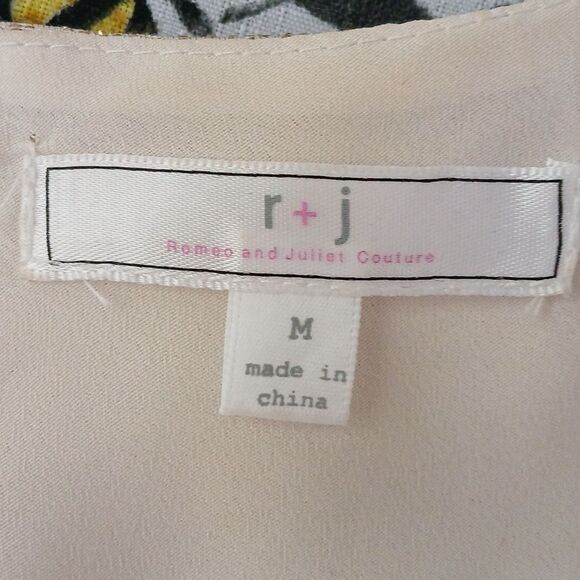 r + j
Romeo and Juliet Couture
M
made in
china